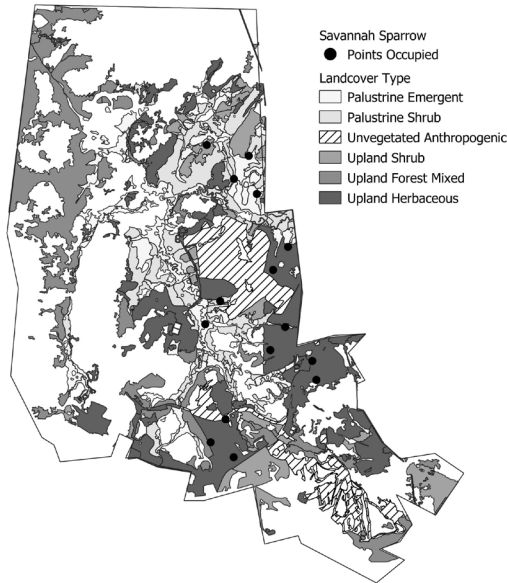 Savannah Sparrow
Points Occupied
Landcover Type
Palustrine Emergent
Palustrine Shrub
Unvegetated Anthropogenic
Upland Shrub
Upland Forest Mixed
Upland Herbaceous